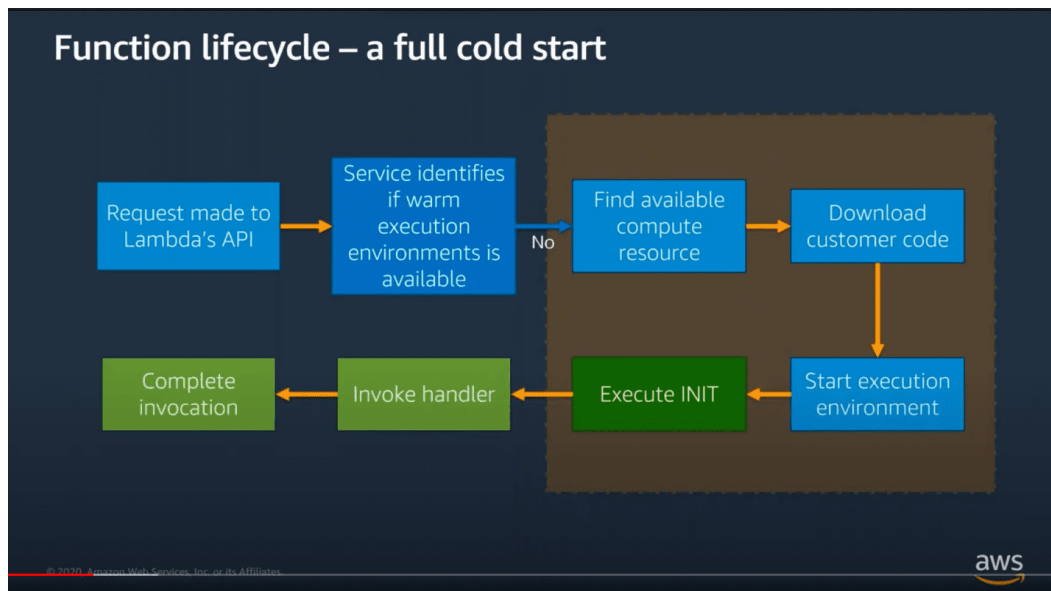 Function lifecycle – a full cold start
Request made to
Lambda's API
Service identifies
if warm
execution
environments is
available
No
Find available
compute
resource
Download
customer code
Complete
invocation
Invoke handler
Execute INIT
Start execution
environment
© 2020, Amazon Web Services, Inc. or its Affiliates.
aws